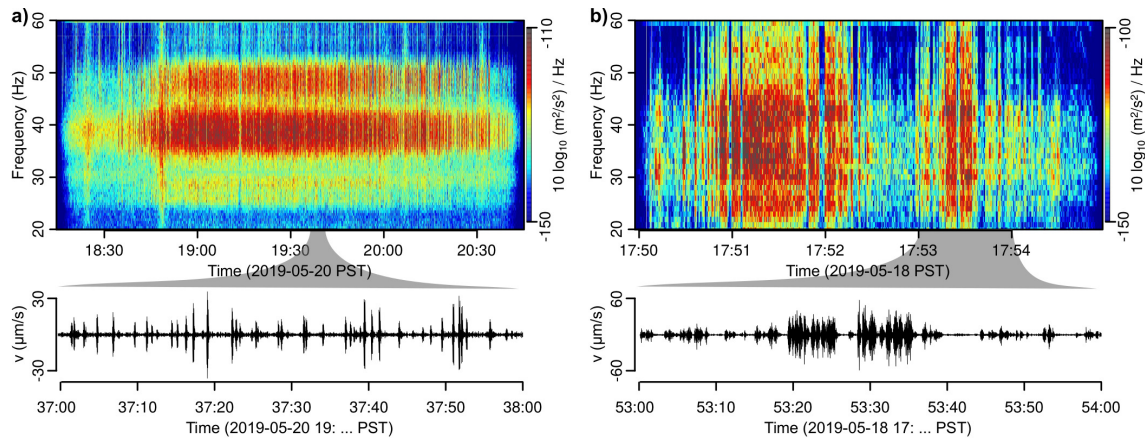 a)
Frequency (Hz)
60
50
40
30
20
18:30 19:00 19:30 20:00 20:30
Time (2019-05-20 PST)
-110
-150
10 log10 (m²/s²) / Hz
v (µm/s)
30
-30
37:00 37:10 37:20 37:30 37:40 37:50 38:00
Time (2019-05-20 19: ... PST)
b)
Frequency (Hz)
60
50
40
30
20
17:50 17:51 17:52 17:53 17:54
Time (2019-05-18 PST)
-100
-150
10 log10 (m²/s²) / Hz
v (µm/s)
60
-60
53:00 53:10 53:20 53:30 53:40 53:50 54:00
Time (2019-05-18 17: ... PST)